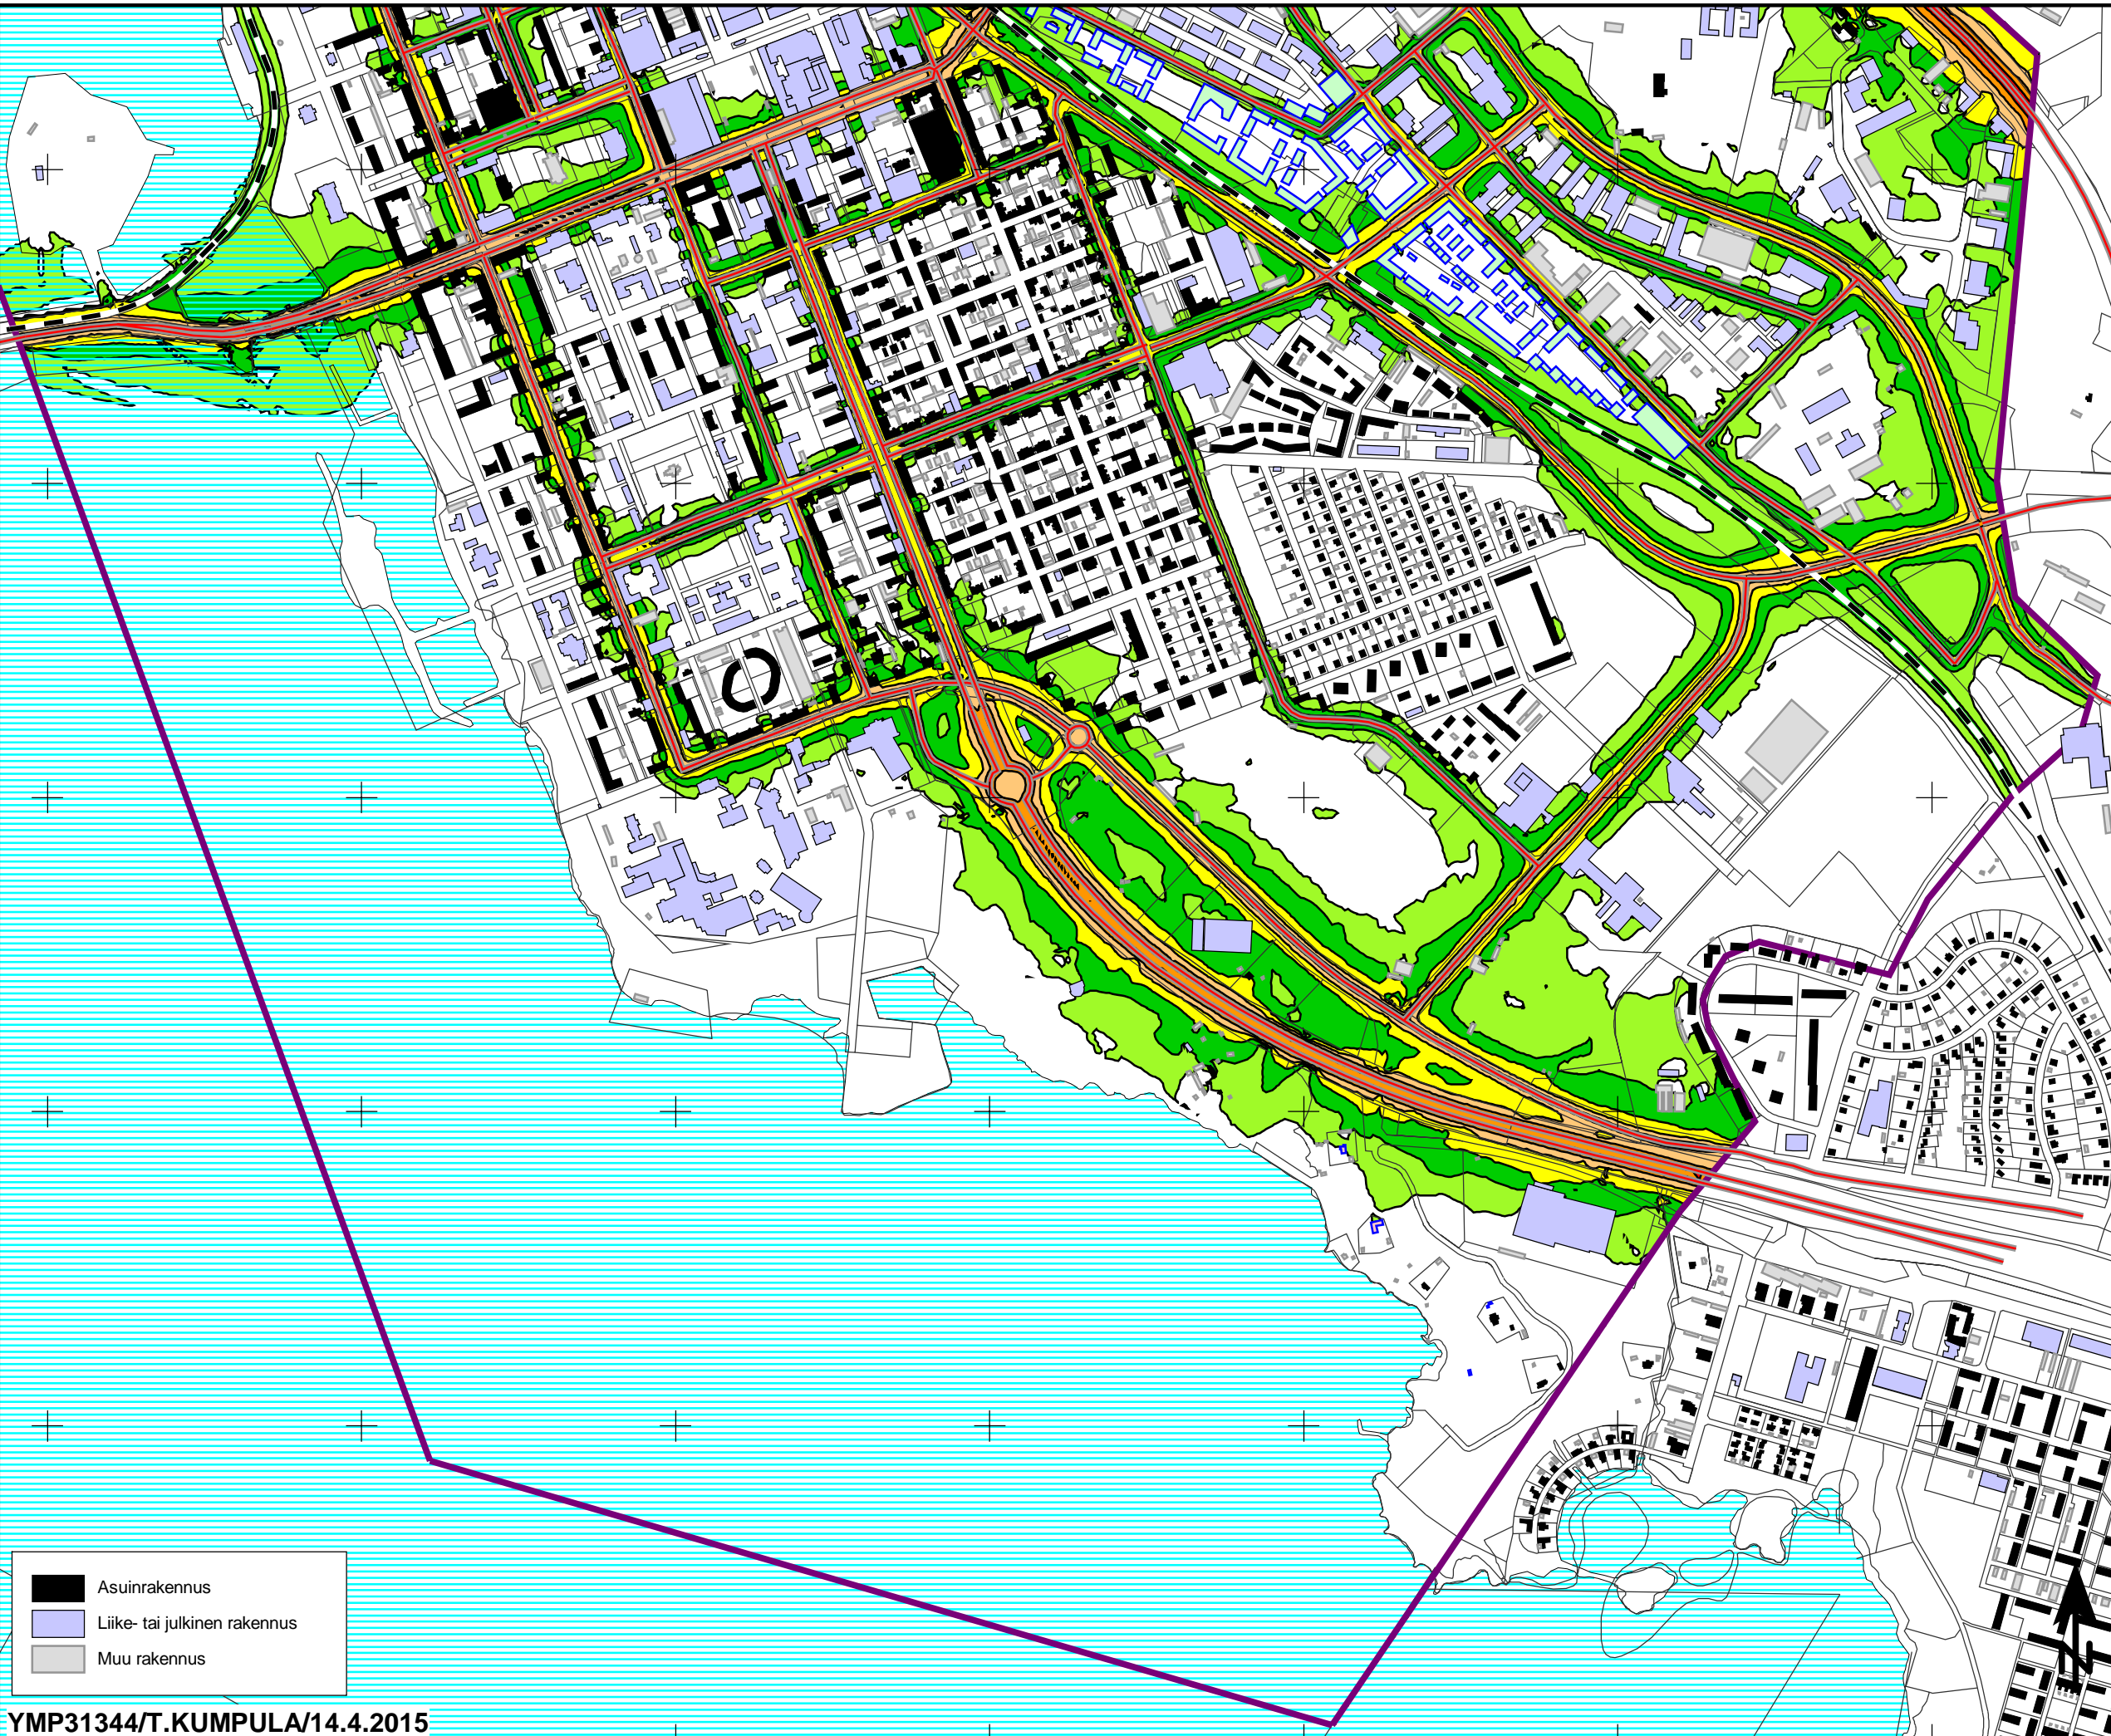 Asuinrakennus
Liike- tai julkinen rakennus
Muu rakennus
YMP31344/T.KUMPULA/14.4.2015
N